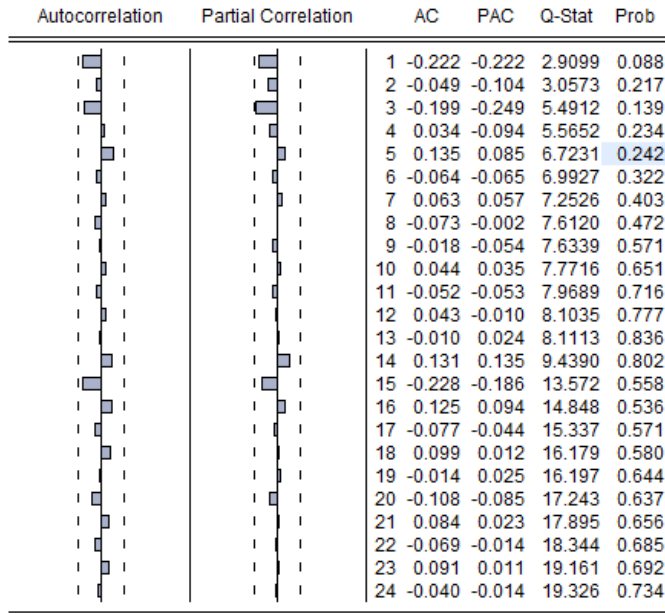 Autocorrelation Partial Correlation AC PAC Q-Stat Prob
1 -0.222 -0.222 2.9099 0.088
2 -0.049 -0.104 3.0573 0.217
3 -0.199 -0.249 5.4912 0.139
4 0.034 -0.094 5.5652 0.234
5 0.135 0.085 6.7231 0.242
6 -0.064 -0.065 6.9927 0.322
7 0.063 0.057 7.2526 0.403
8 -0.073 -0.002 7.6120 0.472
9 -0.018 -0.054 7.6339 0.571
10 0.044 0.035 7.7716 0.651
11 -0.052 -0.053 7.9689 0.716
12 0.043 -0.010 8.1035 0.777
13 -0.010 0.024 8.1113 0.836
14 0.131 0.135 9.4390 0.802
15 -0.228 -0.186 13.572 0.558
16 0.125 0.094 14.848 0.536
17 -0.077 -0.044 15.337 0.571
18 0.099 0.012 16.179 0.580
19 -0.014 0.025 16.197 0.644
20 -0.108 -0.085 17.243 0.637
21 0.084 0.023 17.895 0.656
22 -0.069 -0.014 18.344 0.685
23 0.091 0.011 19.161 0.692
24 -0.040 -0.014 19.326 0.734